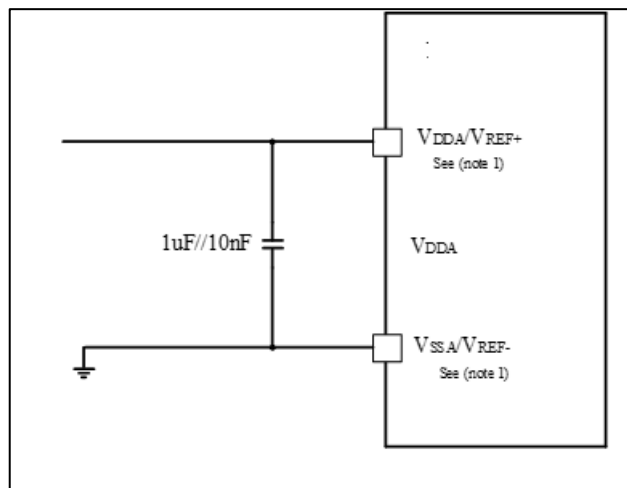 :
VDDA/VREF+
See (note 1)
1uF//10nF
VDDA
VSSA/VREF-
See (note 1)